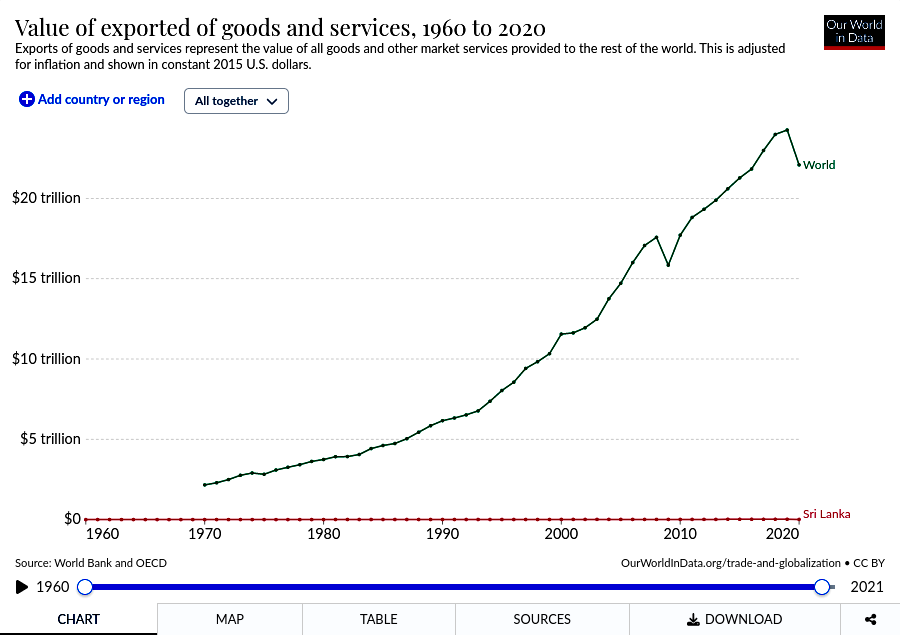 Value of exported of goods and services, 1960 to 2020
Our World
in Data
Exports of goods and services represent the value of all goods and other market services provided to the rest of the world. This is adjusted
for inflation and shown in constant 2015 U.S. dollars.
Add country or region
All together
World
$20 trillion
$15 trillion
$10 trillion
$5 trillion
$0
Sri Lanka
1960 1970 1980 1990 2000 2010 2020
Source: World Bank and OECD
OurWorldInData.org/trade-and-globalization • CC BY
1960 2021
CHART MAP TABLE SOURCES DOWNLOAD